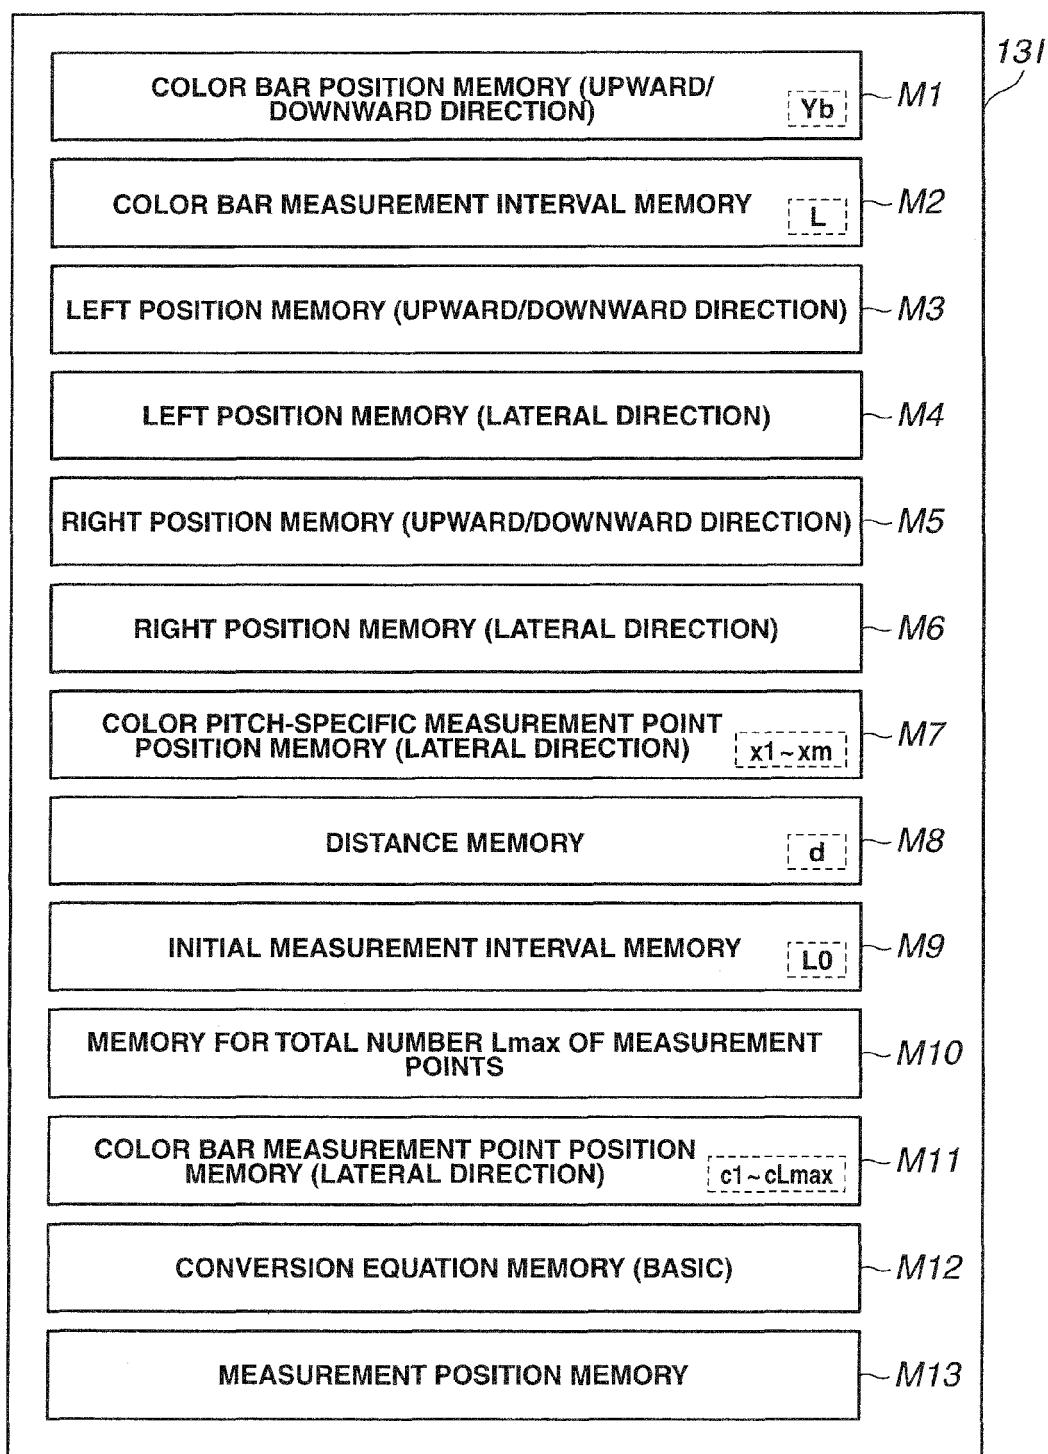 13I
COLOR BAR POSITION MEMORY (UPWARD/
DOWNWARD DIRECTION)
Yb
M1
COLOR BAR MEASUREMENT INTERVAL MEMORY
L
M2
LEFT POSITION MEMORY (UPWARD/DOWNWARD DIRECTION)
M3
LEFT POSITION MEMORY (LATERAL DIRECTION)
M4
RIGHT POSITION MEMORY (UPWARD/DOWNWARD DIRECTION)
M5
RIGHT POSITION MEMORY (LATERAL DIRECTION)
M6
COLOR PITCH-SPECIFIC MEASUREMENT POINT
POSITION MEMORY (LATERAL DIRECTION)
x1~xm
M7
DISTANCE MEMORY
d
M8
INITIAL MEASUREMENT INTERVAL MEMORY
L0
M9
MEMORY FOR TOTAL NUMBER Lmax OF MEASUREMENT
POINTS
M10
COLOR BAR MEASUREMENT POINT POSITION
MEMORY (LATERAL DIRECTION)
c1~cLmax
M11
CONVERSION EQUATION MEMORY (BASIC)
M12
MEASUREMENT POSITION MEMORY
M13